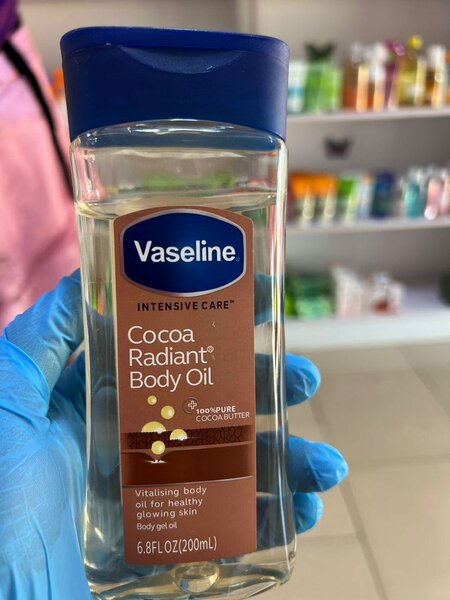 Vaseline
INTENSIVE CARE™
Cocoa
Radiant®
Body Oil
100%PURE
COCOA BUTTER
Vitalising body
oil for healthy
glowing skin
Body gel oil
6.8FL OZ(200mL)